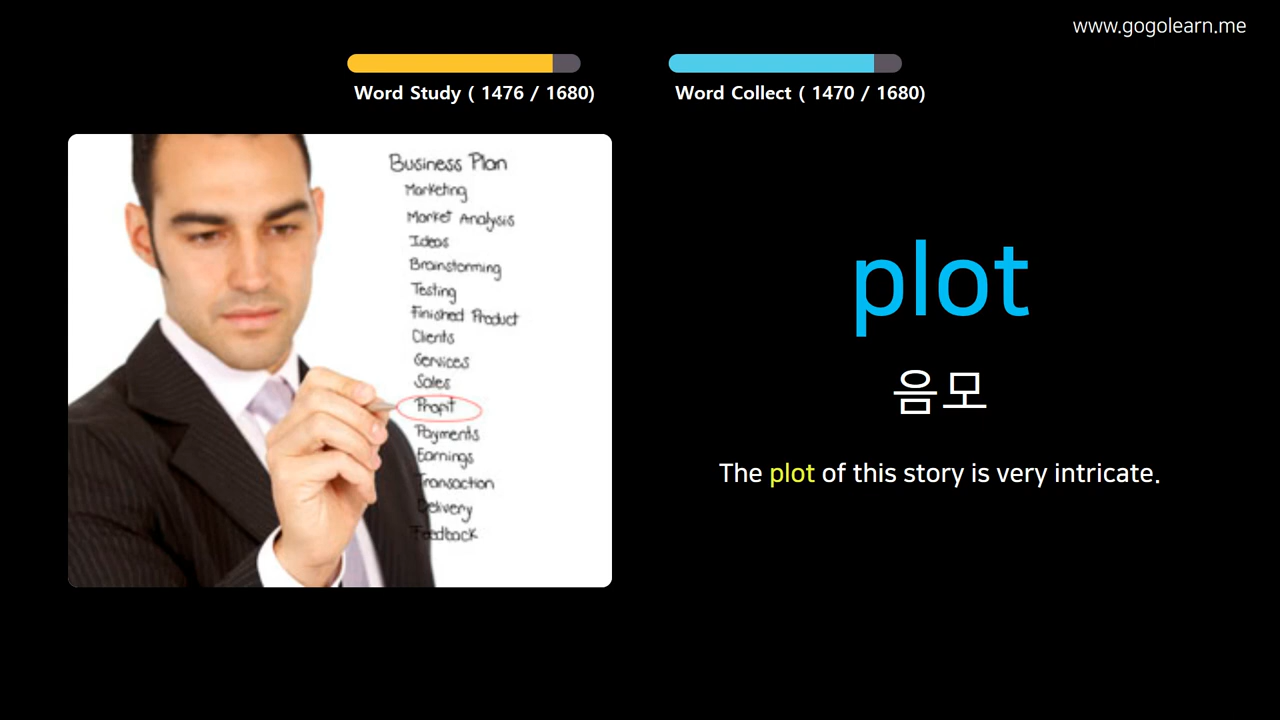 www.gogolearn.me
Word Study ( 1476 / 1680)
Word Collect ( 1470 / 1680)
Business Plan
Marketing
Market Analysis
Ideas
Brainstorming
Testing
Finished Product
Clients
Services
Sales
Profit
Payments
Earnings
Transaction
Delivery
Feedback
plot
음모
The plot of this story is very intricate.